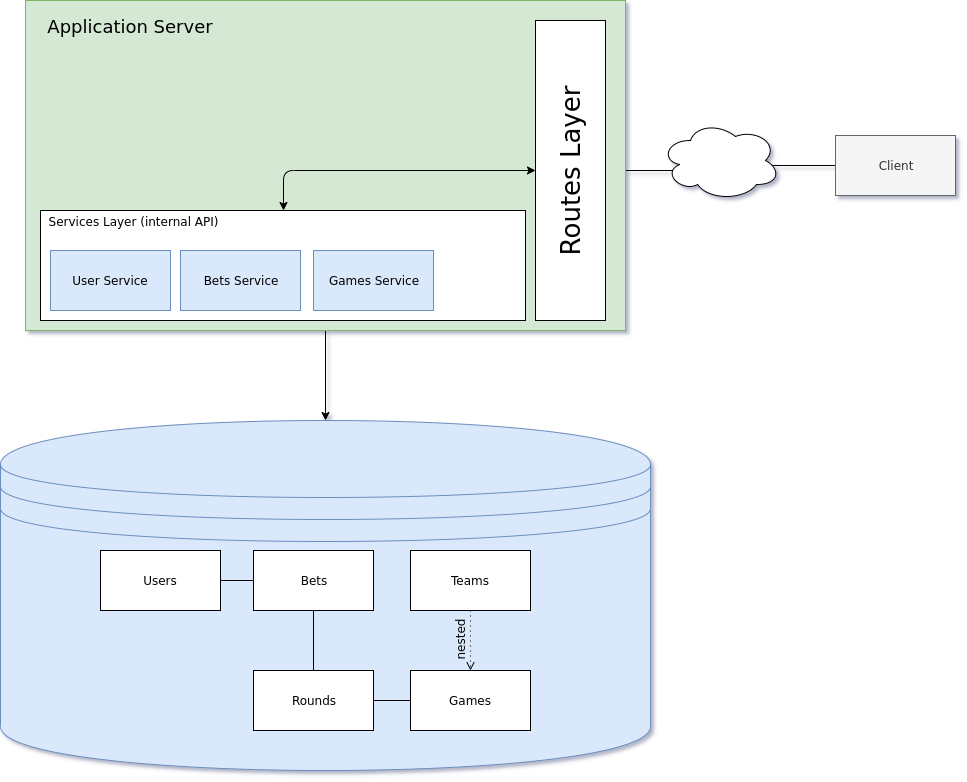 Application Server
Routes Layer
Client
Services Layer (internal API)
User Service
Bets Service
Games Service
Users
Bets
Teams
nested
Rounds
Games